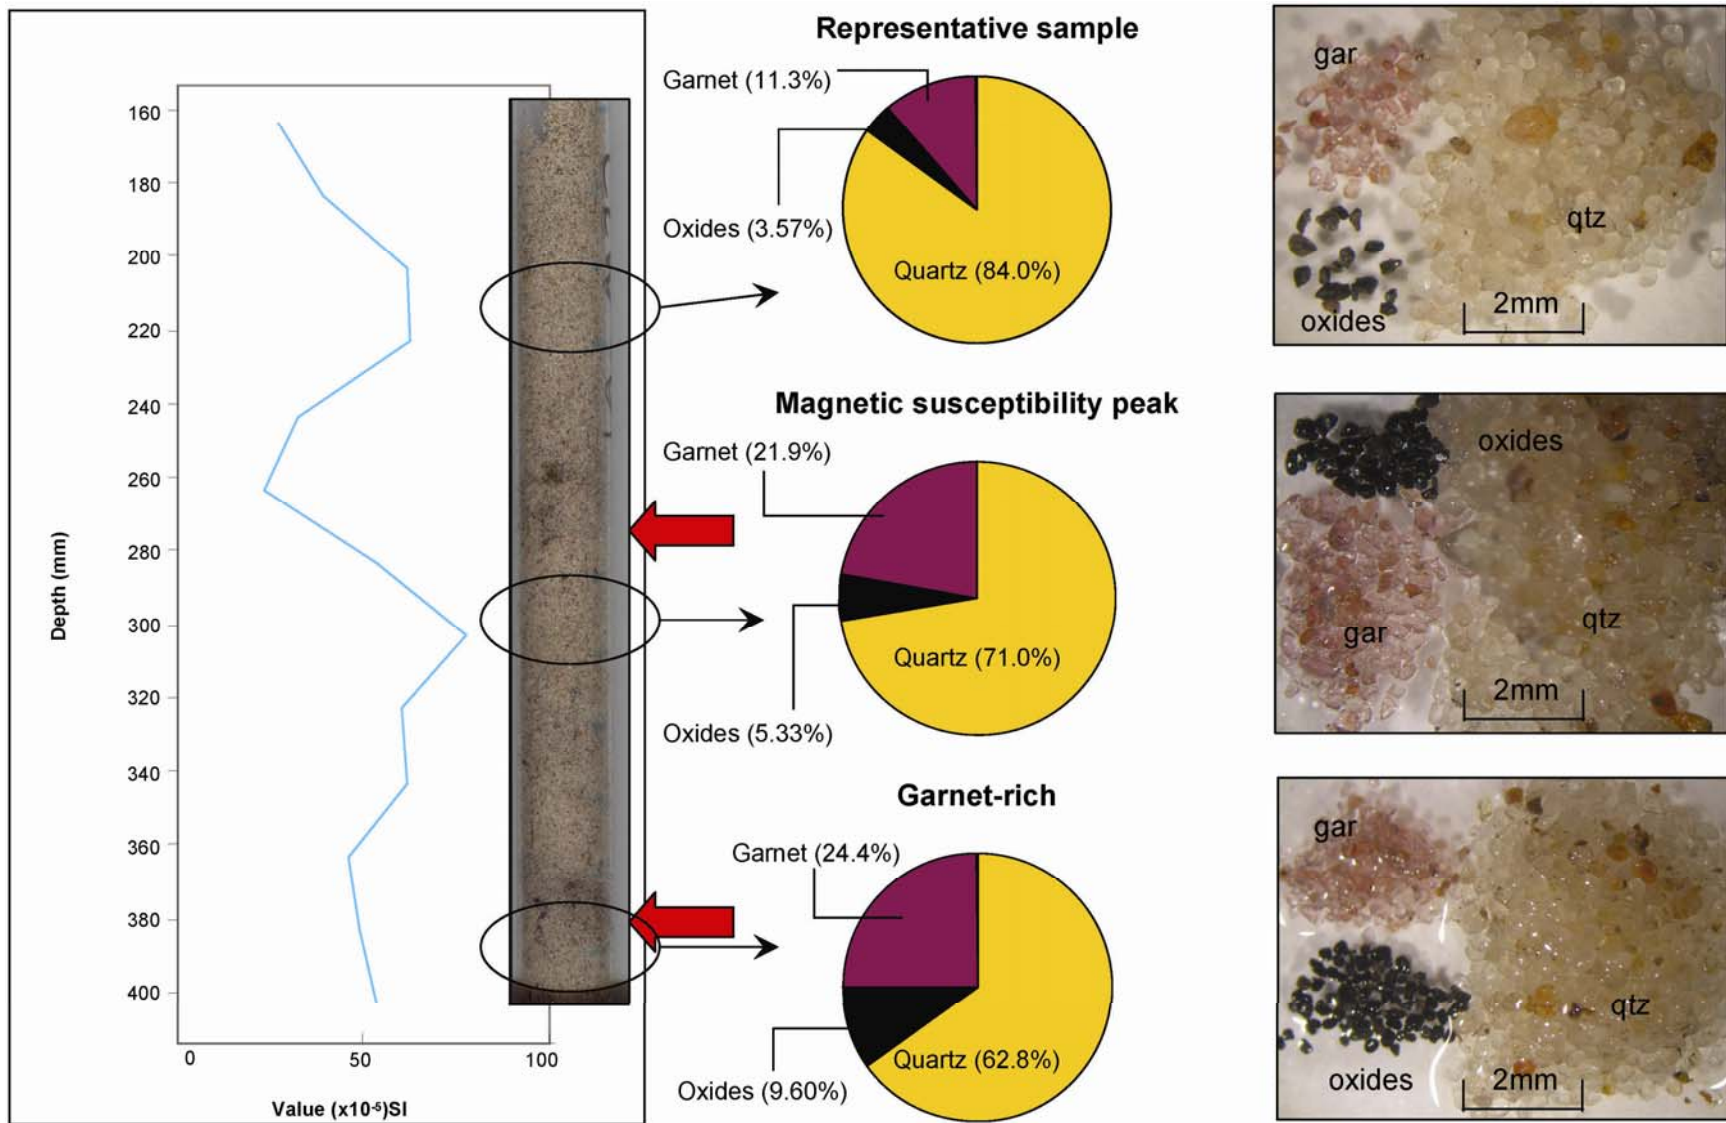 Depth (mm)
160
180
200
220
240
260
280
300
320
340
360
380
400
0
50
100
Value (x10⁻⁵)SI
Representative sample
Garnet (11.3%)
Oxides (3.57%)
Quartz (84.0%)
gar
qtz
oxides
2mm
Magnetic susceptibility peak
Garnet (21.9%)
Quartz (71.0%)
Oxides (5.33%)
oxides
gar
qtz
2mm
Garnet-rich
Garnet (24.4%)
Quartz (62.8%)
Oxides (9.60%)
gar
qtz
oxides
2mm